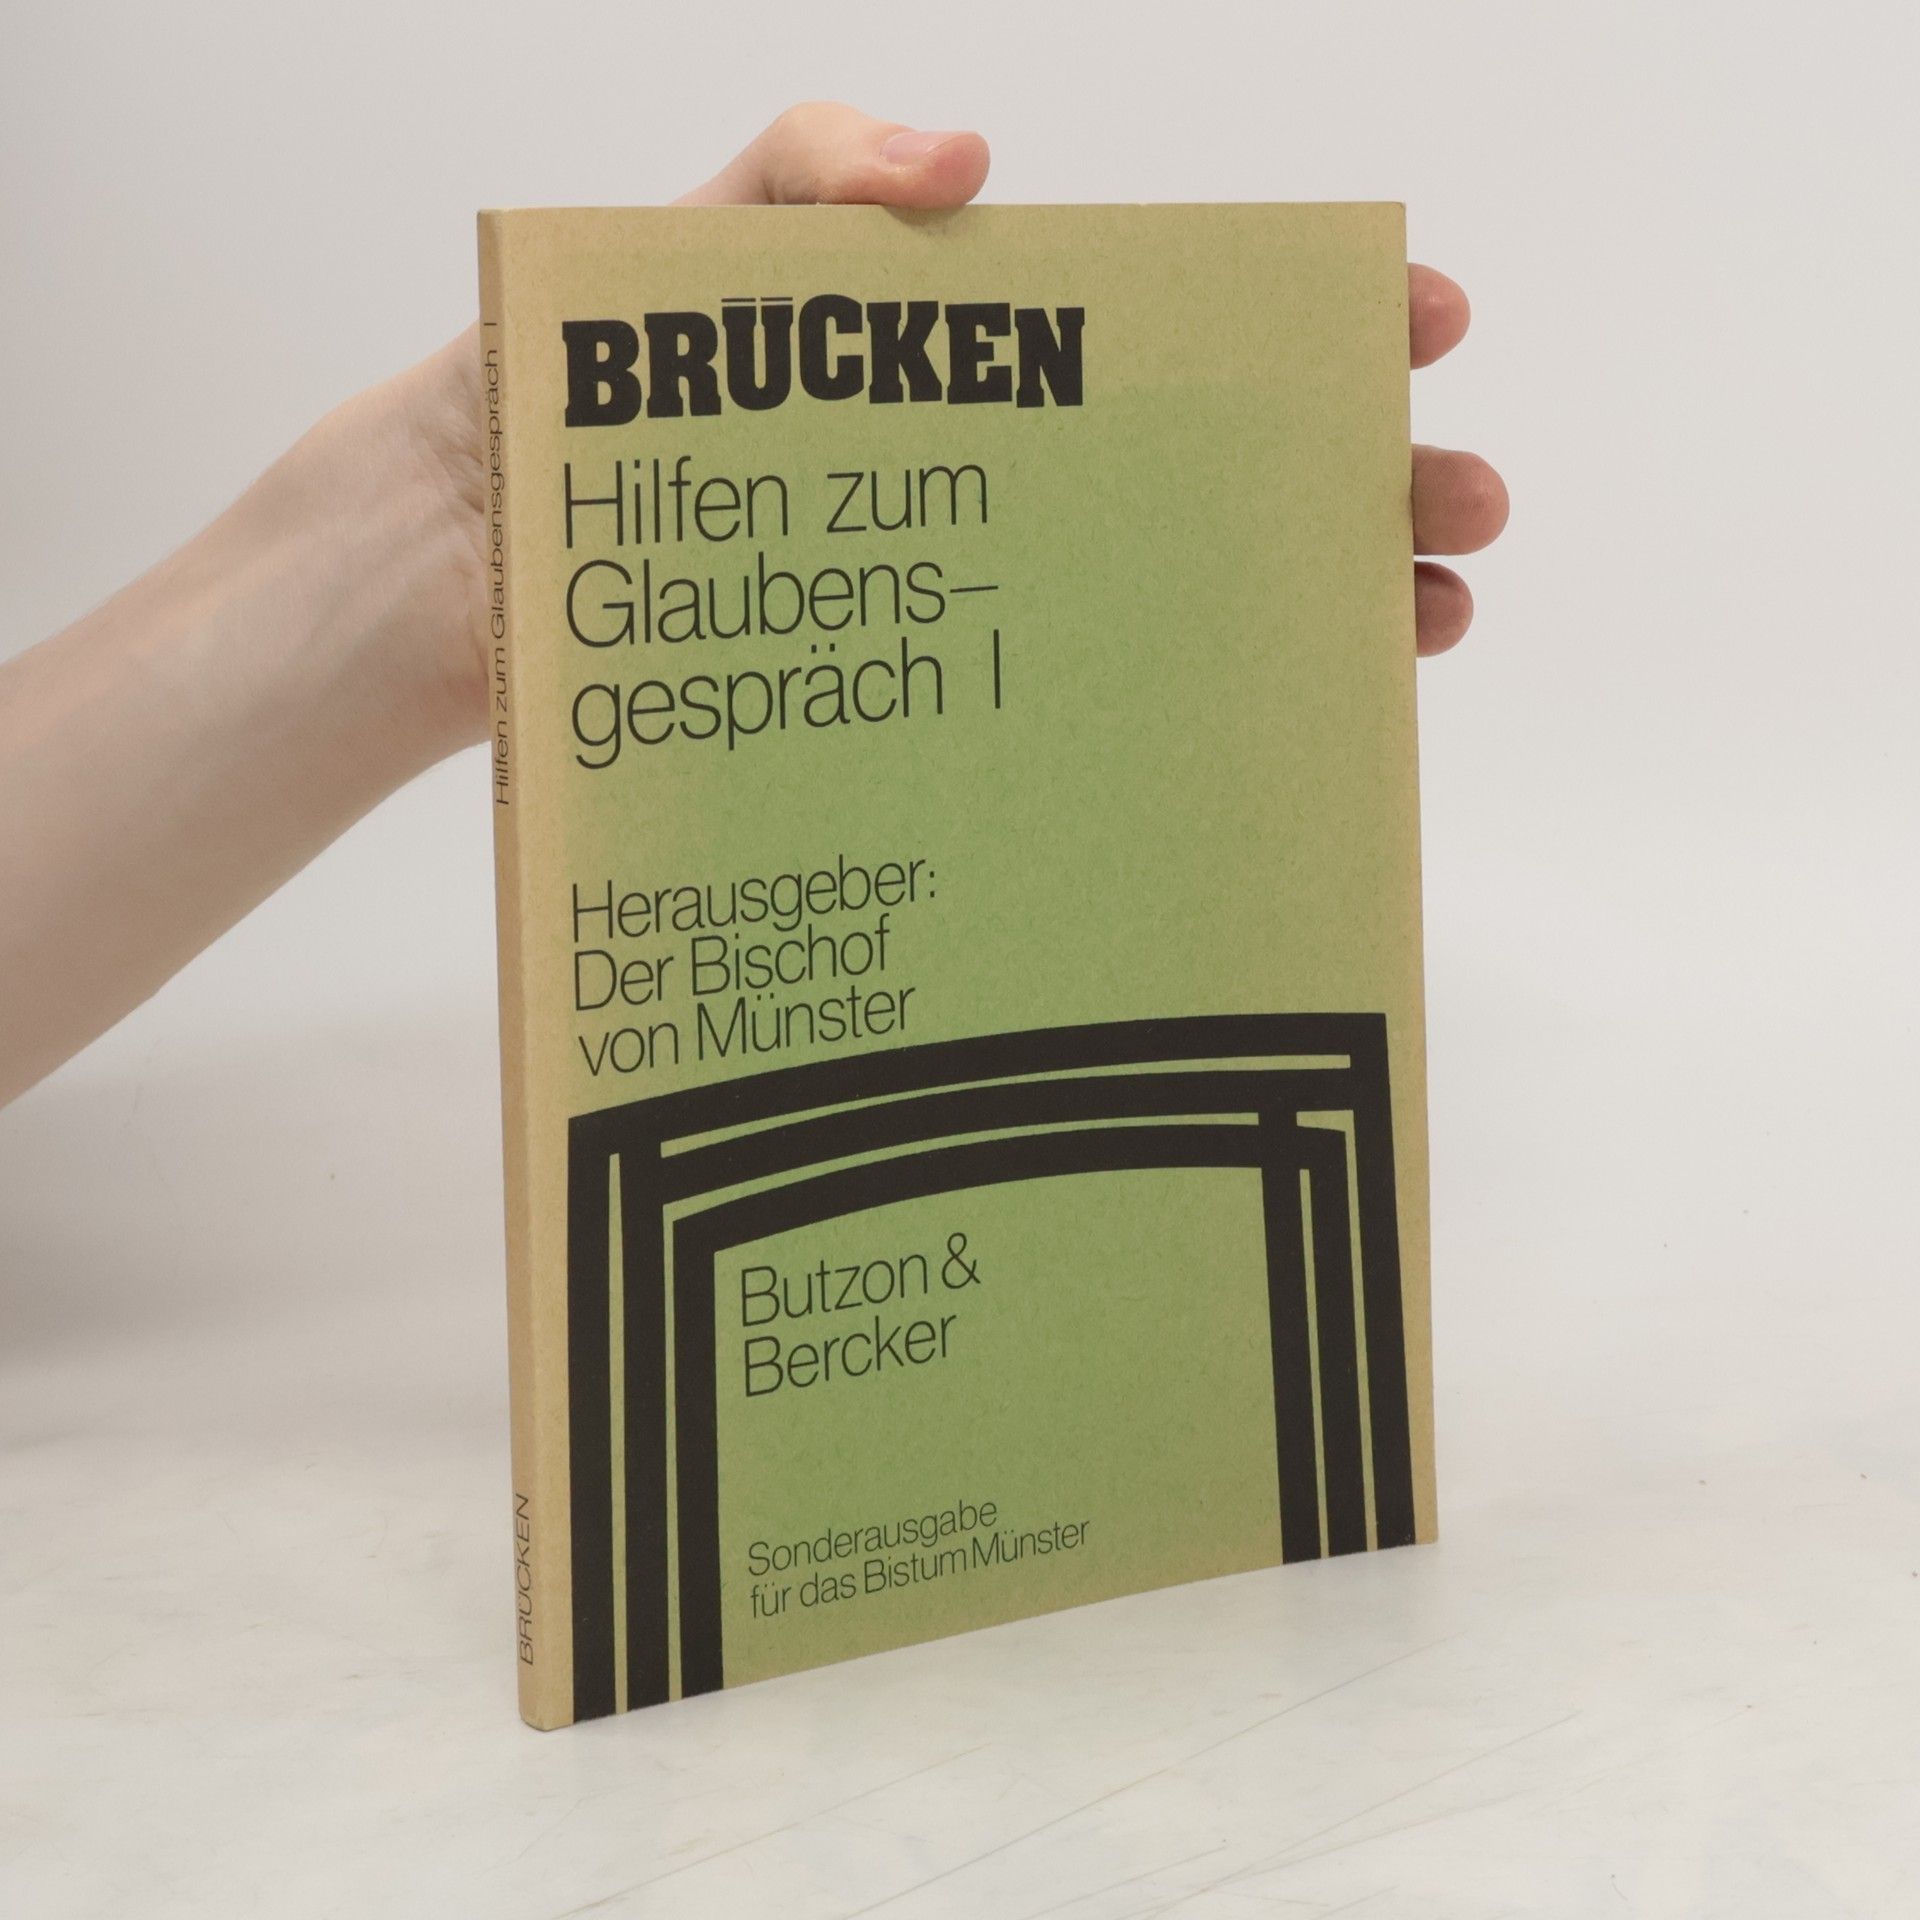 BRÜCKEN
Hilfen zum
Glaubens-
gespräch I
Herausgeber:
Der Bischof
von Münster
Butzon &
Bercker
Sonderausgabe
für das Bistum Münster
Hilfen zum Glaubensgespräch I
BRÜCKEN